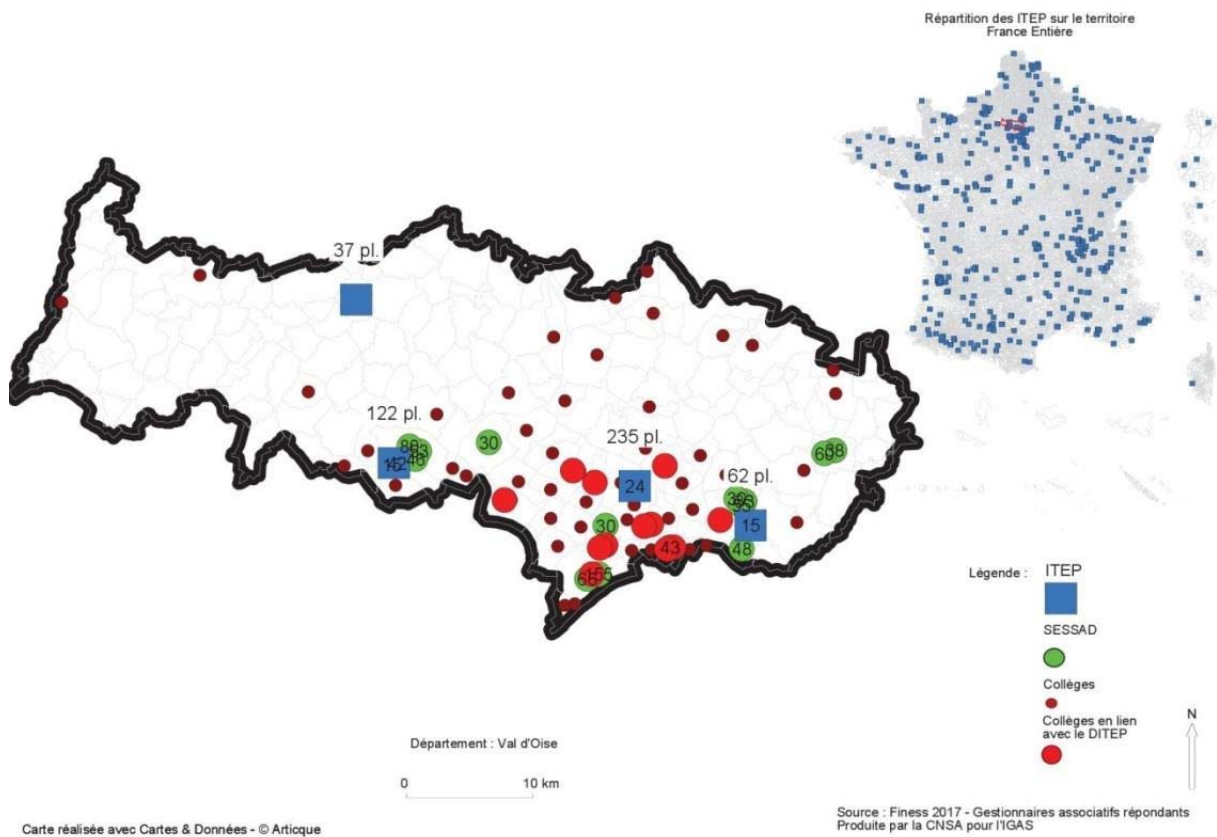 Répartition des ITEP sur le territoire
France Entière
37 pl.
122 pl.
30
235 pl.
60
38
62 pl.
24
30
15
43
48
Légende :
ITEP
SESSAD
Collèges
Collèges en lien
avec le DITEP
N
Département : Val d'Oise
0
10 km
Carte réalisée avec Cartes & Données - © Articque
Source : Finess 2017 - Gestionnaires associatifs répondants
Produite par la CNSA pour l'IGAS